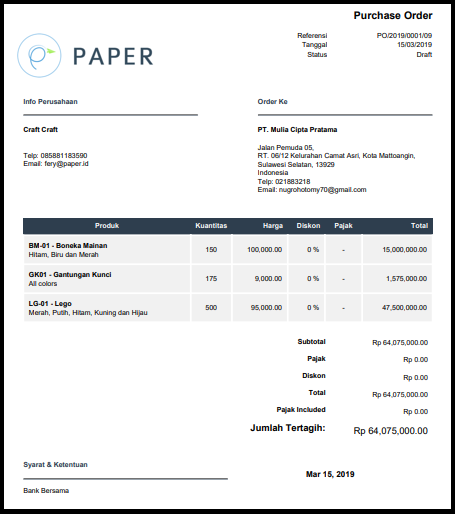 Purchase Order
PAPER
Referensi PO/2019/0001/09
Tanggal 15/03/2019
Status Draft
Info Perusahaan
Craft Craft
Telp: 085881183590
Email: fery@paper.id
Order Ke
PT. Mulia Cipta Pratama
Jalan Pemuda 05,
RT. 06/12 Kelurahan Camat Asri, Kota Mattoangin,
Sulawesi Selatan, 13929
Indonesia
Telp: 021883218
Email: nugrohotomy70@gmail.com
Produk Kuantitas Harga Diskon Pajak Total
BM-01 - Boneka Mainan 150 100,000.00 0 % - 15,000,000.00
Hitam, Biru dan Merah
GK01 - Gantungan Kunci 175 9,000.00 0 % - 1,575,000.00
All colors
LG-01 - Lego 500 95,000.00 0 % - 47,500,000.00
Merah, Putih, Hitam, Kuning dan Hijau
Subtotal Rp 64,075,000.00
Pajak Rp 0.00
Diskon Rp 0.00
Total Rp 64,075,000.00
Pajak Included Rp 0.00
Jumlah Tertagih: Rp 64,075,000.00
Syarat & Ketentuan
Bank Bersama
Mar 15, 2019